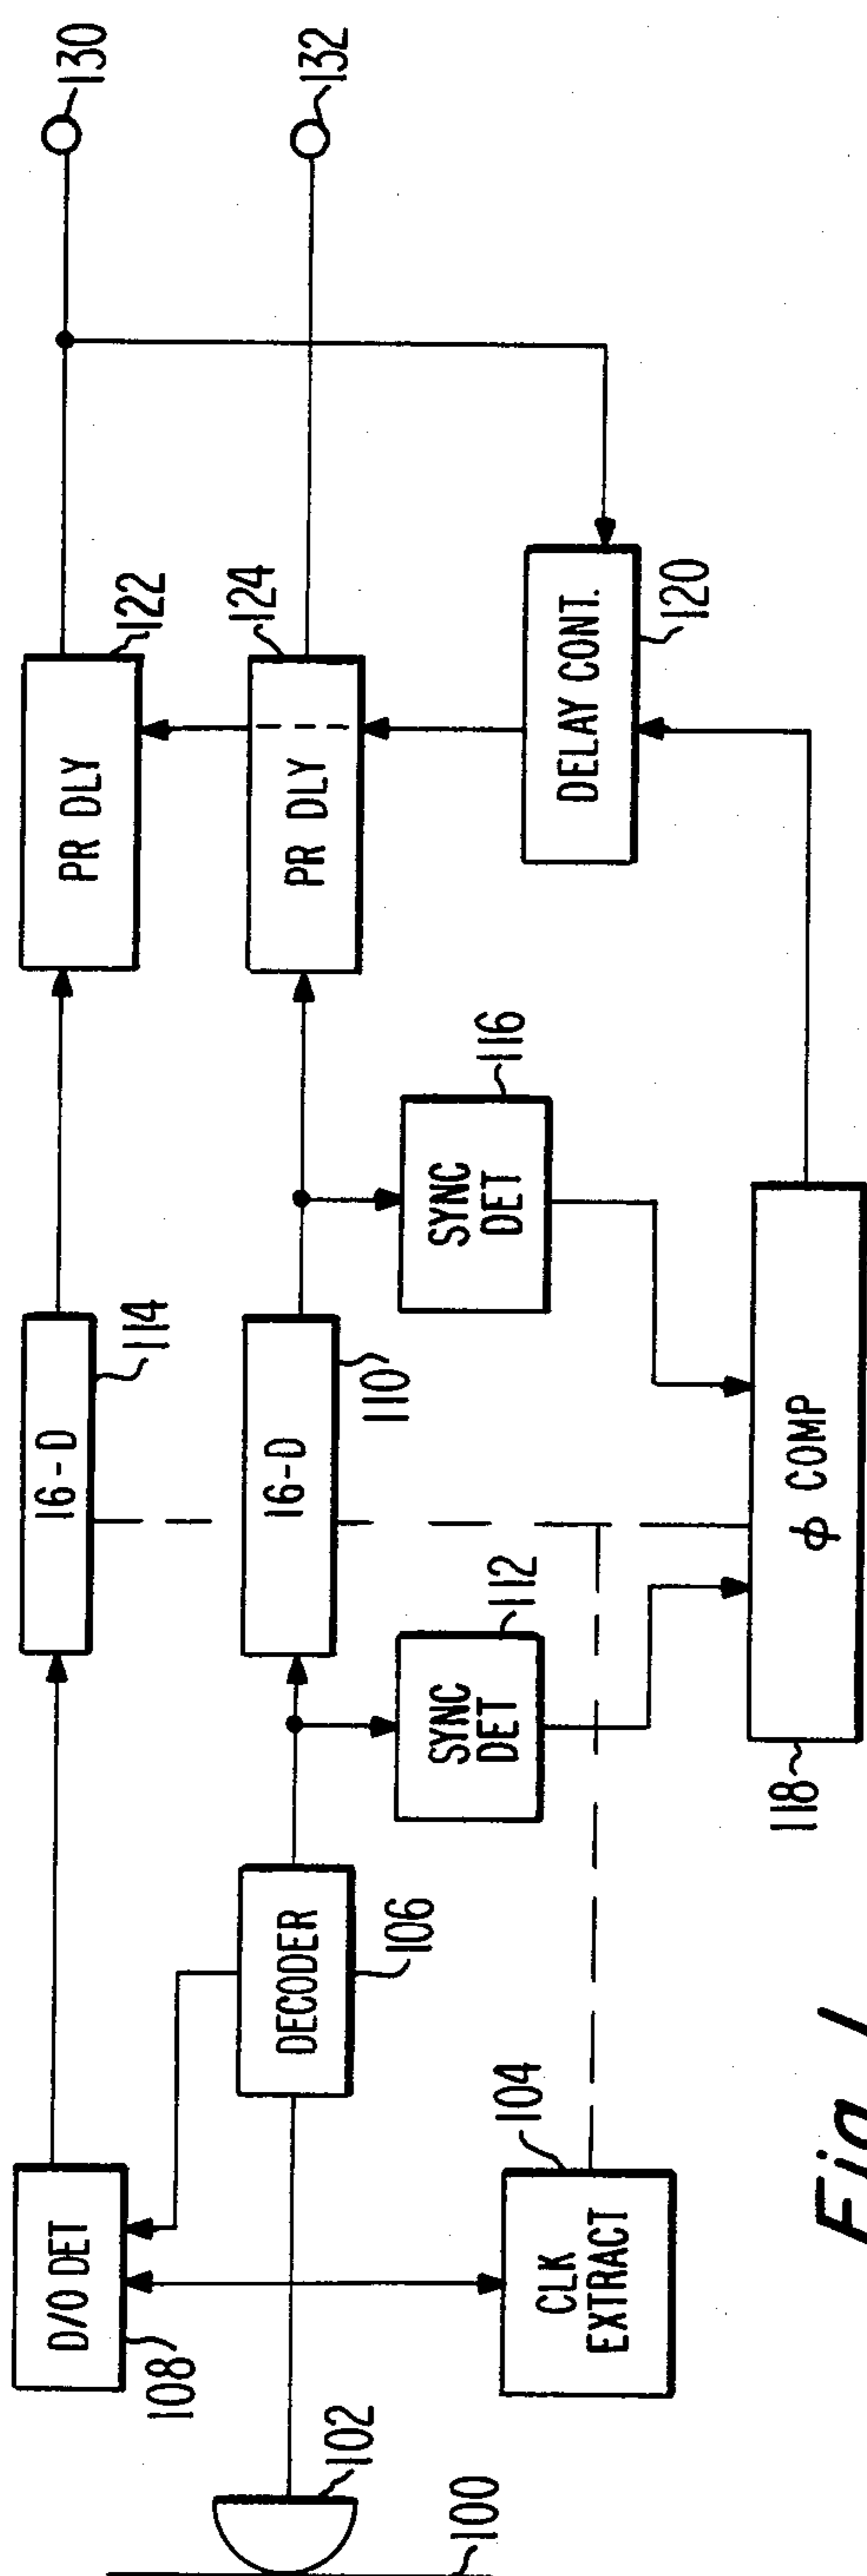 130
132
122
PR DLY
124
PR DLY
DELAY CONT.
120
116
SYNC
DET
114
16-D
110
16-D
φ COMP
118
112
SYNC
DET
106
DECODER
104
CLK
EXTRACT
D/O DET
108
102
100
Fig. 1